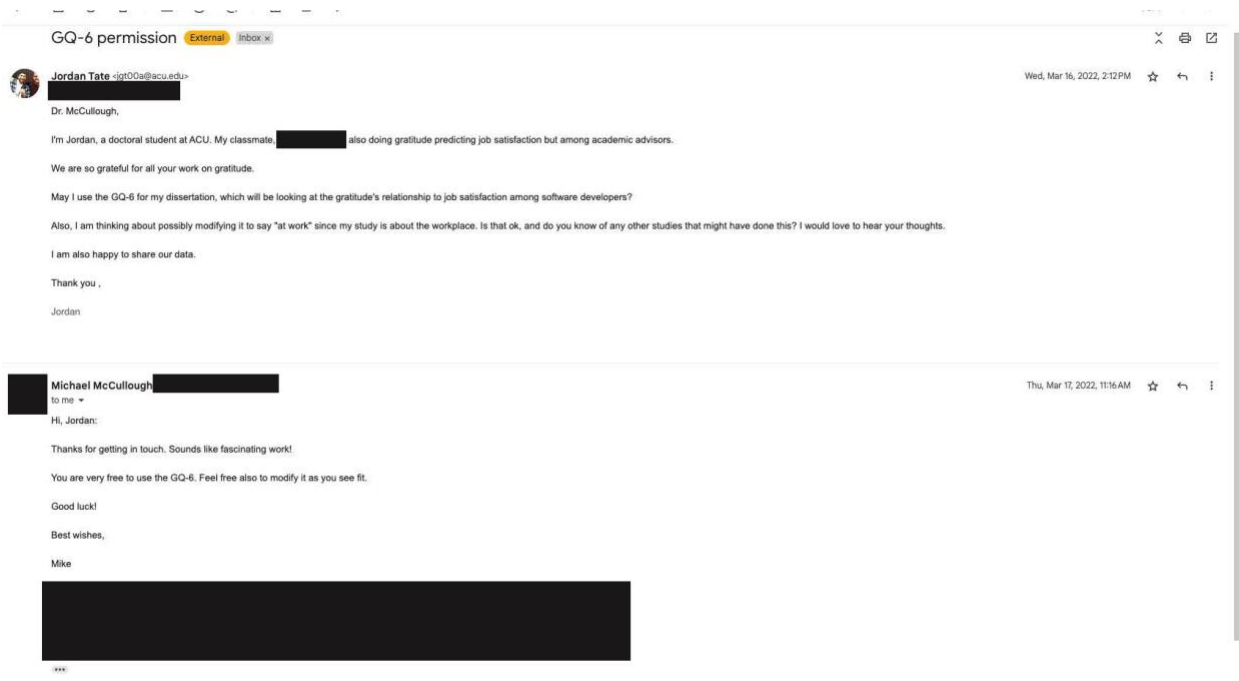 GQ-6 permission External Inbox x
Jordan Tate <jgt00a@acu.edu> Wed, Mar 16, 2022, 2:12 PM
Dr. McCullough,
I'm Jordan, a doctoral student at ACU. My classmate, also doing gratitude predicting job satisfaction but among academic advisors.
We are so grateful for all your work on gratitude.
May I use the GQ-6 for my dissertation, which will be looking at the gratitude's relationship to job satisfaction among software developers?
Also, I am thinking about possibly modifying it to say "at work" since my study is about the workplace. Is that ok, and do you know of any other studies that might have done this? I would love to hear your thoughts.
I am also happy to share our data.
Thank you ,
Jordan
Michael McCullough Thu, Mar 17, 2022, 11:16 AM
to me
Hi, Jordan:
Thanks for getting in touch. Sounds like fascinating work!
You are very free to use the GQ-6. Feel free also to modify it as you see fit.
Good luck!
Best wishes,
Mike